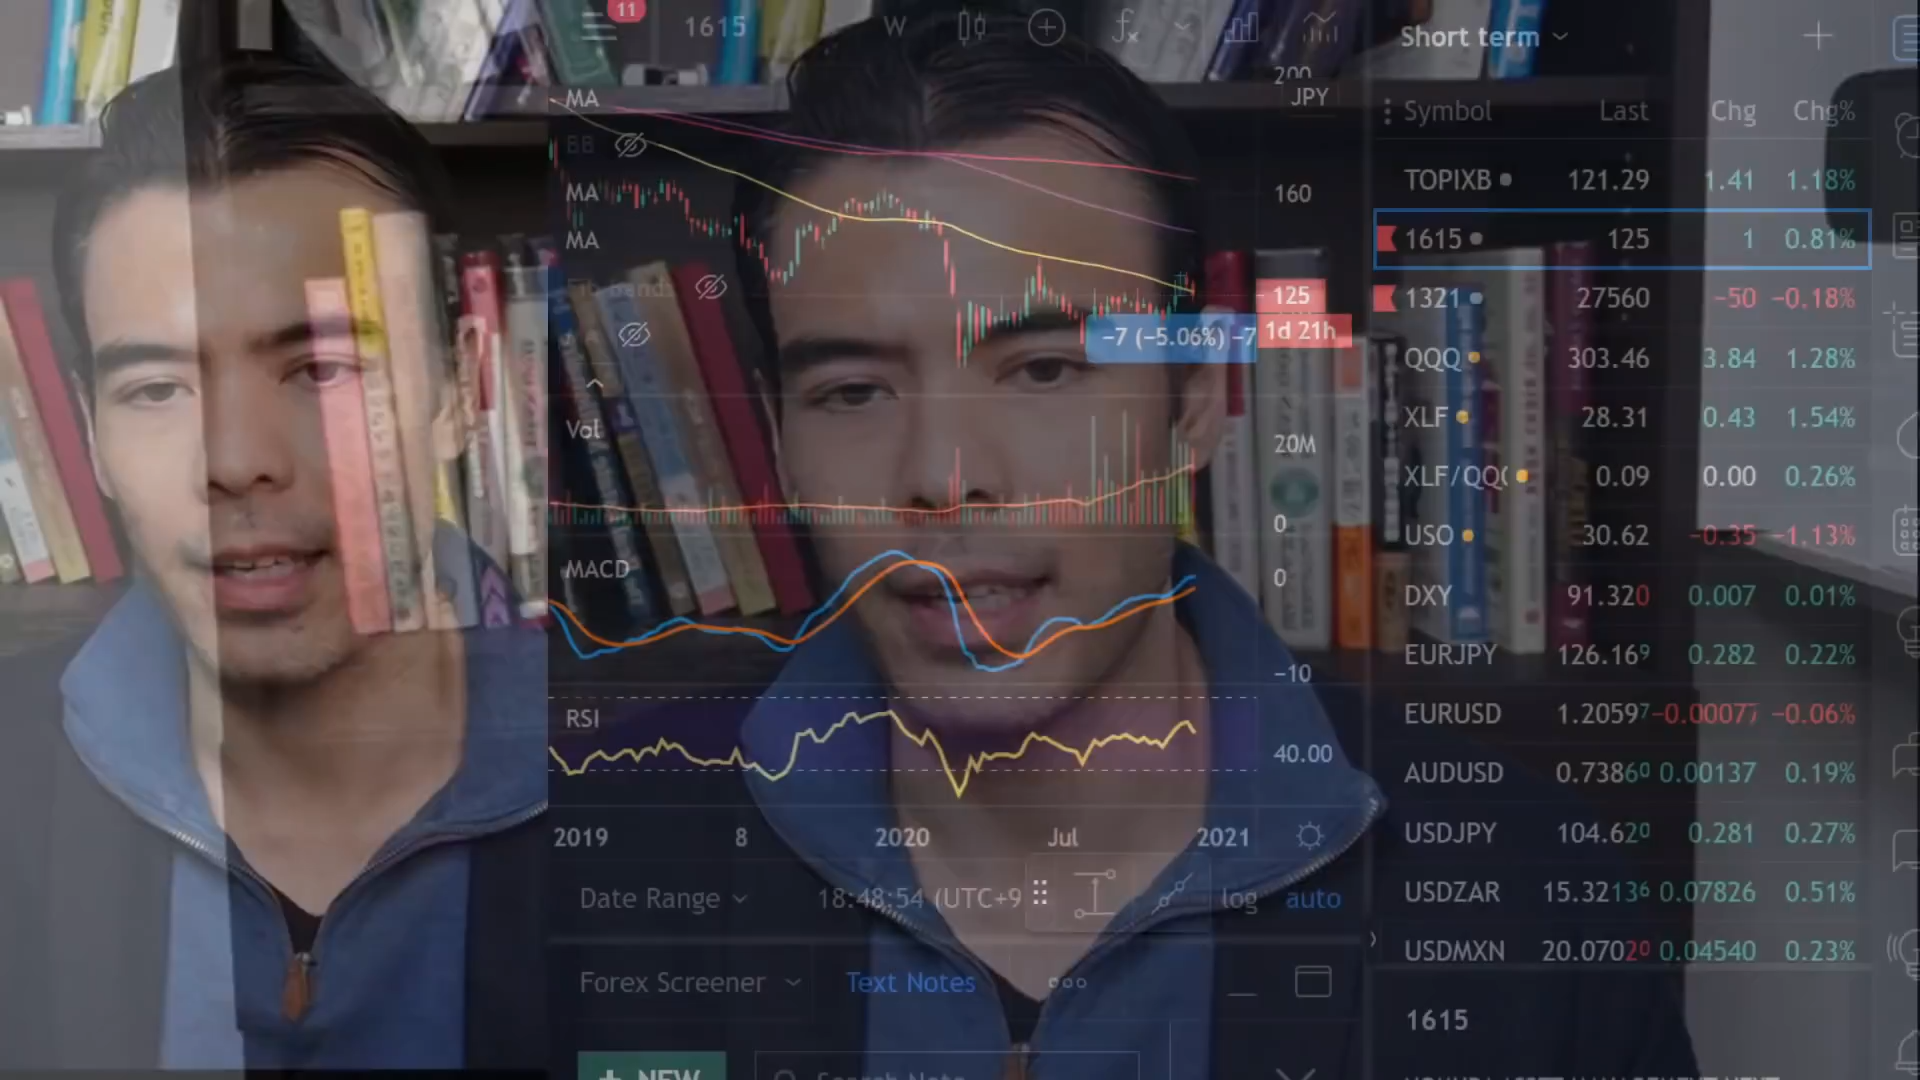 11
1615
W
Short term
200
JPY
MA
BB
MA
160
MA
125
1d 21h
−7 (−5.06%) −7
Vol
20M
0
MACD
0
−10
RSI
40.00
2019 8 2020 Jul 2021
Date Range
18:48:54 (UTC+9
log
auto
Forex Screener
Text Notes
NEW
Symbol Last Chg Chg%
TOPIXB 121.29 1.41 1.18%
1615 125 1 0.81%
1321 27560 −50 −0.18%
QQQ 303.46 3.84 1.28%
XLF 28.31 0.43 1.54%
XLF/QQ 0.09 0.00 0.26%
USO 30.62 −0.35 −1.13%
DXY 91.320 0.007 0.01%
EURJPY 126.169 0.282 0.22%
EURUSD 1.20597 −0.00077 −0.06%
AUDUSD 0.73860 0.00137 0.19%
USDJPY 104.620 0.281 0.27%
USDZAR 15.32136 0.07826 0.51%
USDMXN 20.07020 0.04540 0.23%
1615